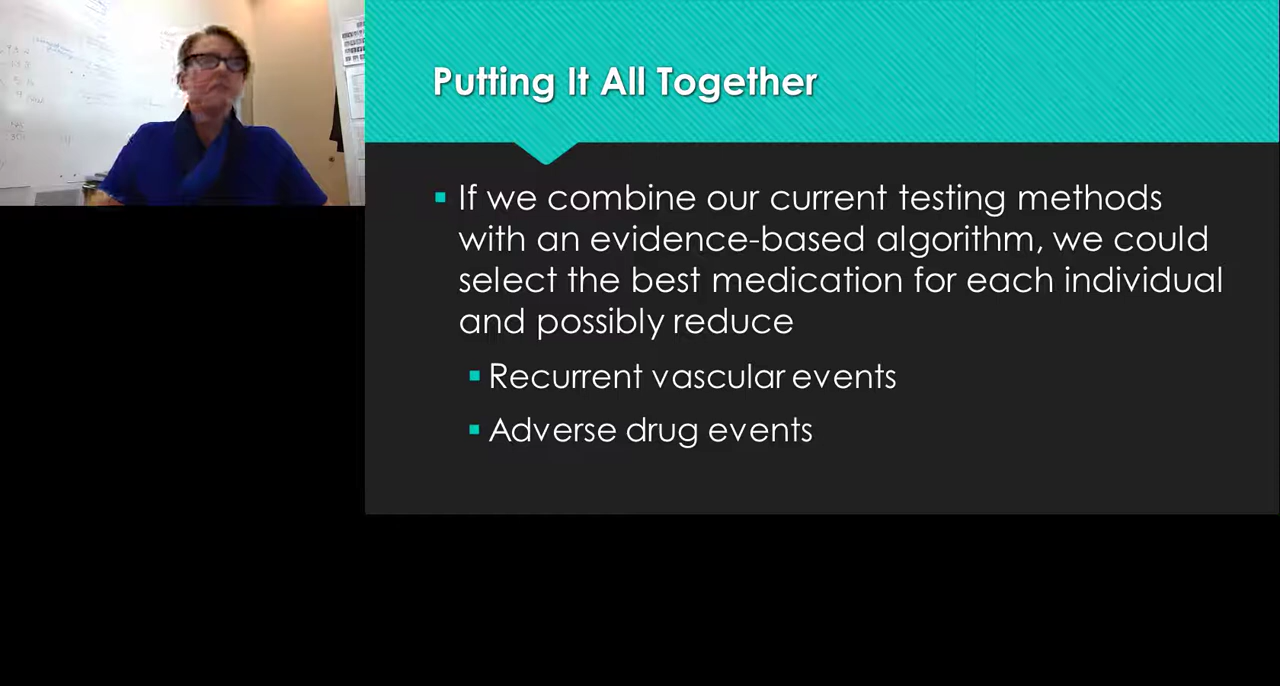 Putting It All Together
If we combine our current testing methods
with an evidence-based algorithm, we could
select the best medication for each individual
and possibly reduce
Recurrent vascular events
Adverse drug events